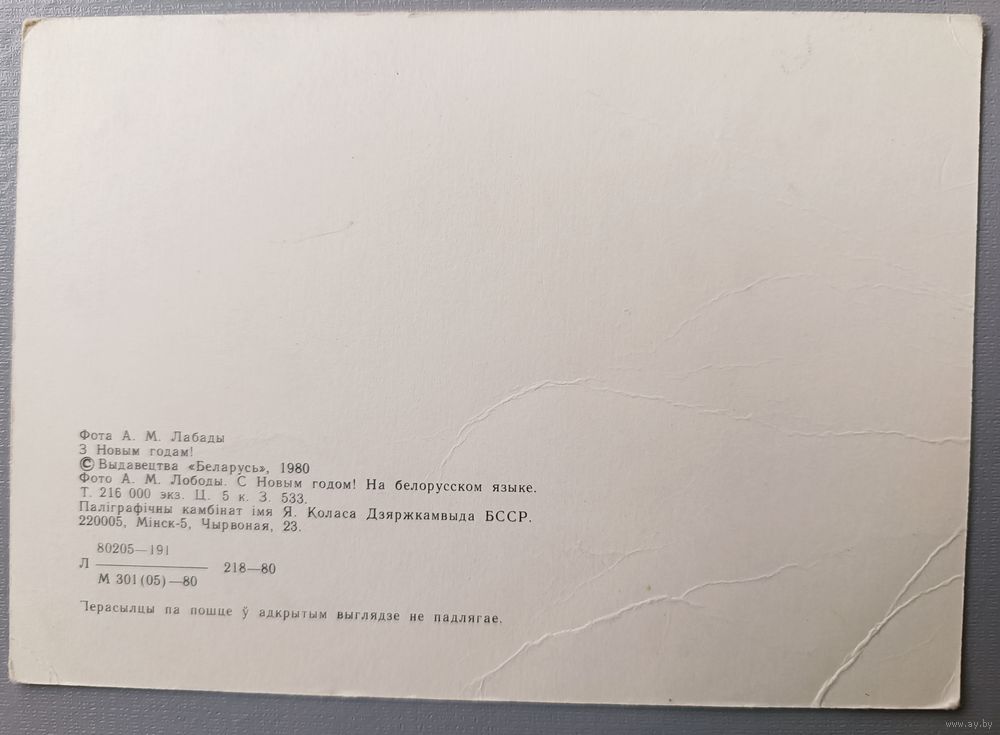 Фота А. М. Лабады
З Новым годам!
© Выдавецтва «Беларусь», 1980
Фото А. М. Лободы. С Новым годом! На белорусском языке.
Т. 216 000 экз. Ц. 5 к. З. 533.
Паліграфічны камбінат імя Я. Коласа Дзяржкамвыда БССР.
220005, Мінск-5, Чырвоная, 23.
80205—191
Л 218—80
М 301(05)—80
Перасылцы па пошце ў адкрытым выглядзе не падлягае.
www.ay.by